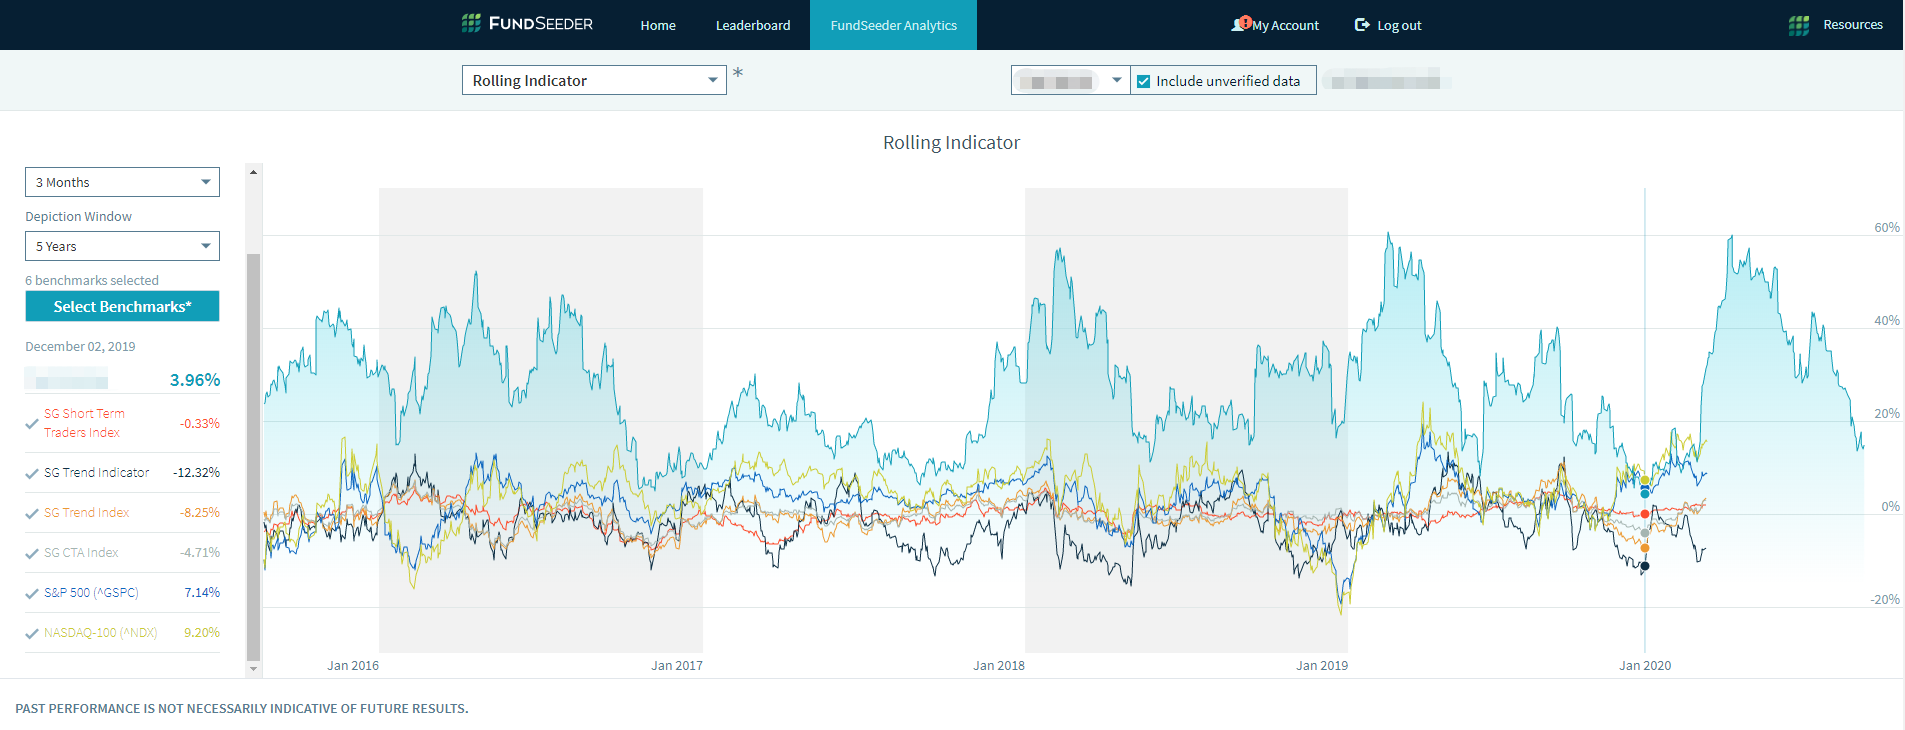 FUNDSEEDER
Home
Leaderboard
FundSeeder Analytics
My Account
Log out
Resources
Rolling Indicator
*
Include unverified data
Rolling Indicator
3 Months
Depiction Window
5 Years
6 benchmarks selected
Select Benchmarks*
December 02, 2019
3.96%
SG Short Term
Traders Index
-0.33%
SG Trend Indicator
-12.32%
SG Trend Index
-8.25%
SG CTA Index
-4.71%
S&P 500 (^GSPC)
7.14%
NASDAQ-100 (^NDX)
9.20%
60%
40%
20%
0%
-20%
Jan 2016
Jan 2017
Jan 2018
Jan 2019
Jan 2020
PAST PERFORMANCE IS NOT NECESSARILY INDICATIVE OF FUTURE RESULTS.